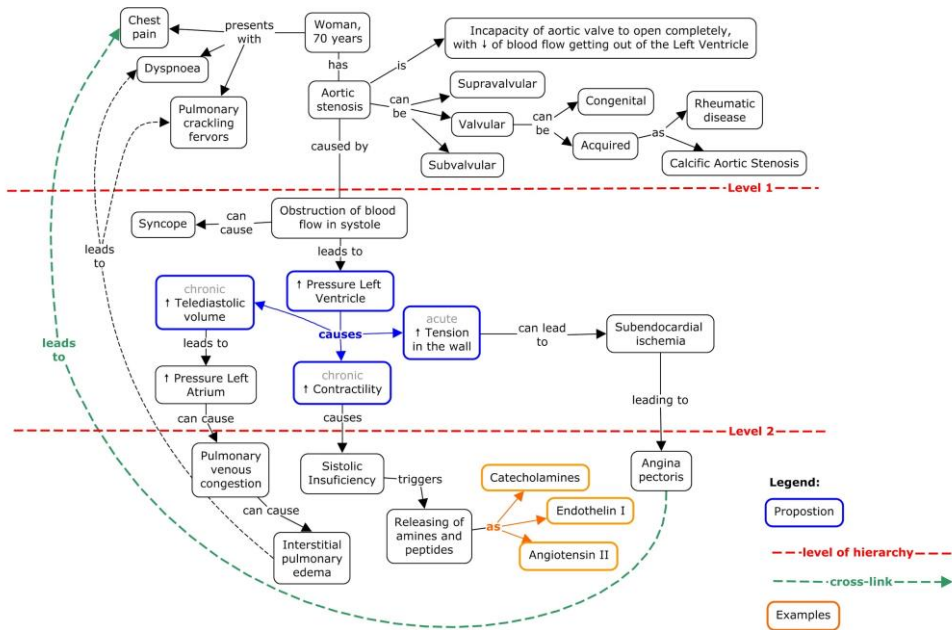 Chest
pain
presents
with
Woman,
70 years
Incapacity of aortic valve to open completely,
with ↓ of blood flow getting out of the Left Ventricle
Dyspnoea
has
is
Supravalvular
Pulmonary
crackling
fervors
Aortic
stenosis
can
be
Valvular
can
be
Congenital
Rheumatic
disease
Acquired
as
Subvalvular
Calcific Aortic Stenosis
caused by
Level 1
Syncope
can
cause
Obstruction of blood
flow in systole
leads
to
leads to
chronic
↑ Telediastolic
volume
↑ Pressure Left
Ventricle
causes
acute
↑ Tension
in the wall
can lead
to
Subendocardial
ischemia
leads
to
leads to
chronic
↑ Contractility
↑ Pressure Left
Atrium
leading to
can cause
causes
Level 2
Pulmonary
venous
congestion
Sistolic
Insuficiency
triggers
Catecholamines
Angina
pectoris
can cause
Releasing of
amines and
peptides
as
Endothelin I
Interstitial
pulmonary
edema
Angiotensin II
Legend:
Propostion
level of hierarchy
cross-link
Examples